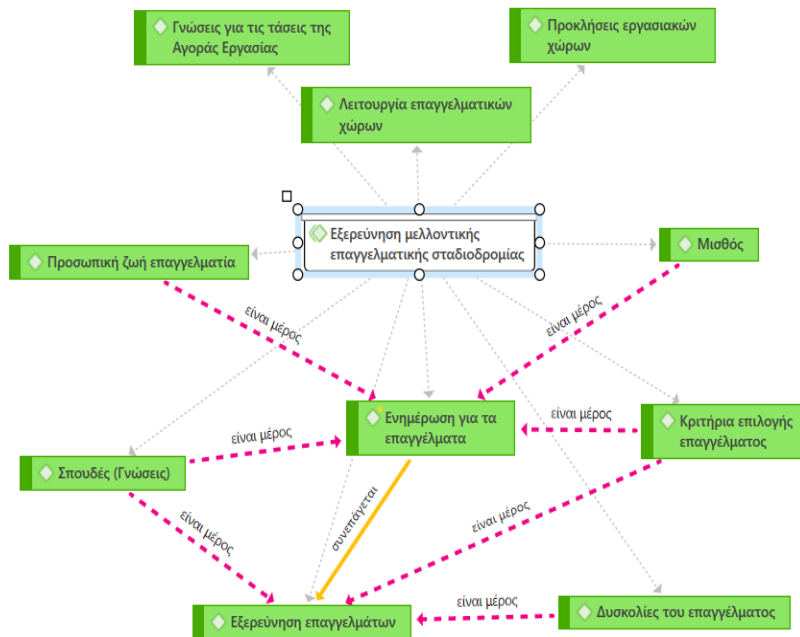 Γνώσεις για τις τάσεις της
Αγοράς Εργασίας
Προκλήσεις εργασιακών
χώρων
Λειτουργία επαγγελματικών
χώρων
Εξερεύνηση μελλοντικής
επαγγελματικής σταδιοδρομίας
Προσωπική ζωή επαγγελματία
Μισθός
είναι μέρος
είναι μέρος
Ενημέρωση για τα
επαγγέλματα
είναι μέρος
Κριτήρια επιλογής
επαγγέλματος
είναι μέρος
Σπουδές (Γνώσεις)
συνεπάγεται
είναι μέρος
είναι μέρος
Εξερεύνηση επαγγελμάτων
είναι μέρος
Δυσκολίες του επαγγέλματος